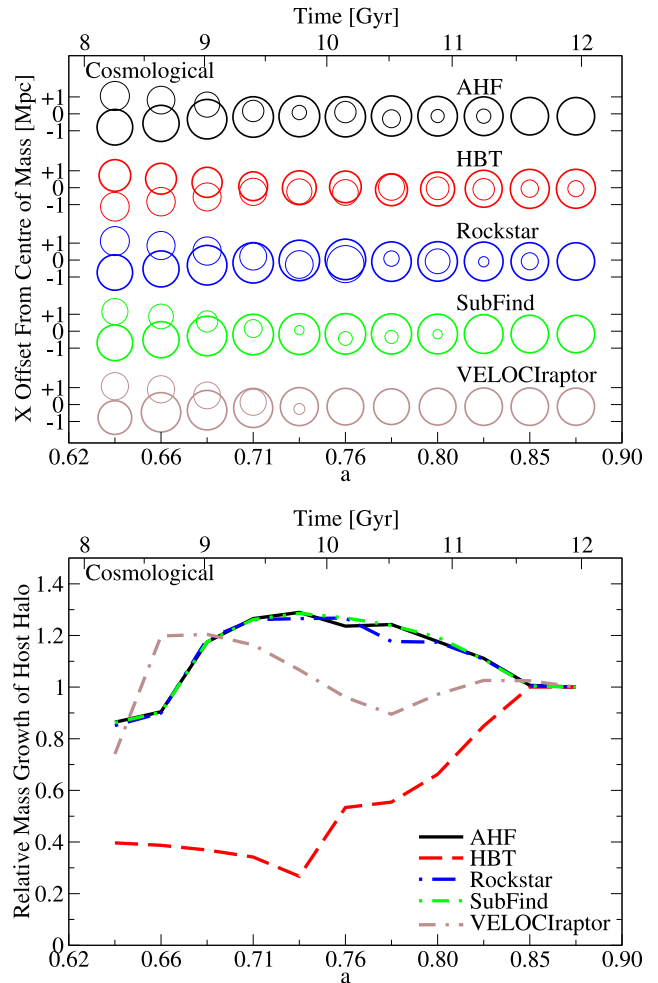 Time [Gyr]
8 9 10 11 12
Cosmological
X Offset From Centre of Mass [Mpc]
+1
0
-1
AHF
+1
0
-1
HBT
+1
0
-1
Rockstar
+1
0
-1
SubFind
+1
0
-1
VELOCIraptor
0.62 0.66 0.71 0.76 0.80 0.85 0.90
a
Time [Gyr]
8 9 10 11 12
Cosmological
Relative Mass Growth of Host Halo
1.4
1.2
1
0.8
0.6
0.4
0.2
0
AHF
HBT
Rockstar
SubFind
VELOCIraptor
0.62 0.66 0.71 0.76 0.80 0.85 0.90
a